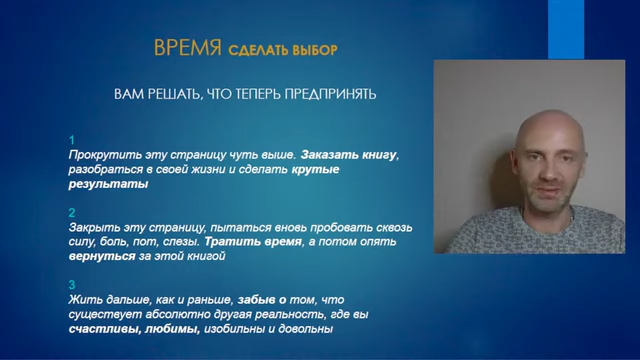 ВРЕМЯ СДЕЛАТЬ ВЫБОР
ВАМ РЕШАТЬ, ЧТО ТЕПЕРЬ ПРЕДПРИНЯТЬ
1
Прокрутить эту страницу чуть выше. Заказать книгу,
разобраться в своей жизни и сделать крутые
результаты
2
Закрыть эту страницу, пытаться вновь пробовать сквозь
силу, боль, пот, слезы. Тратить время, а потом опять
вернуться за этой книгой
3
Жить дальше, как и раньше, забыв о том, что
существует абсолютно другая реальность, где вы
счастливы, любимы, изобильны и довольны